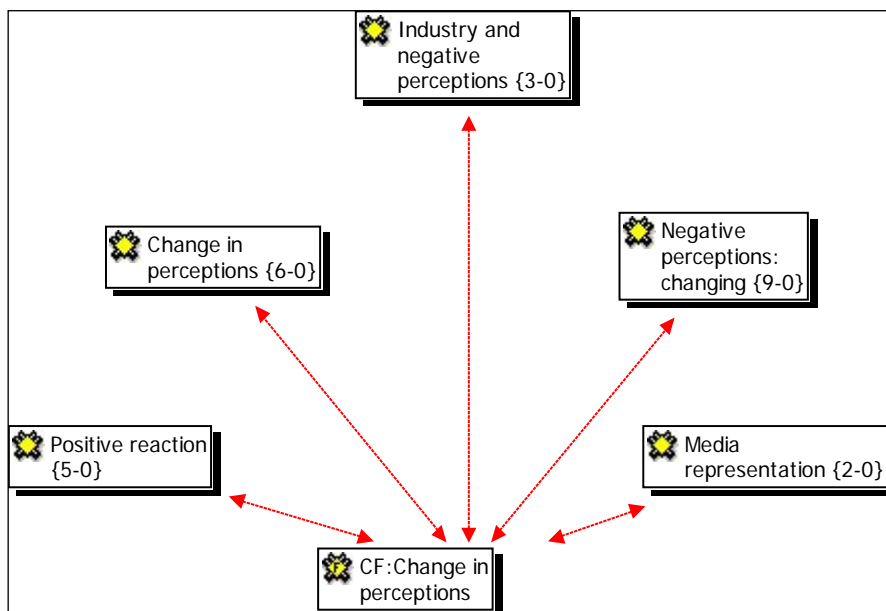 Industry and
negative
perceptions {3-0}
Change in
perceptions {6-0}
Negative
perceptions:
changing {9-0}
Positive reaction
{5-0}
Media
representation {2-0}
F
CF:Change in
perceptions